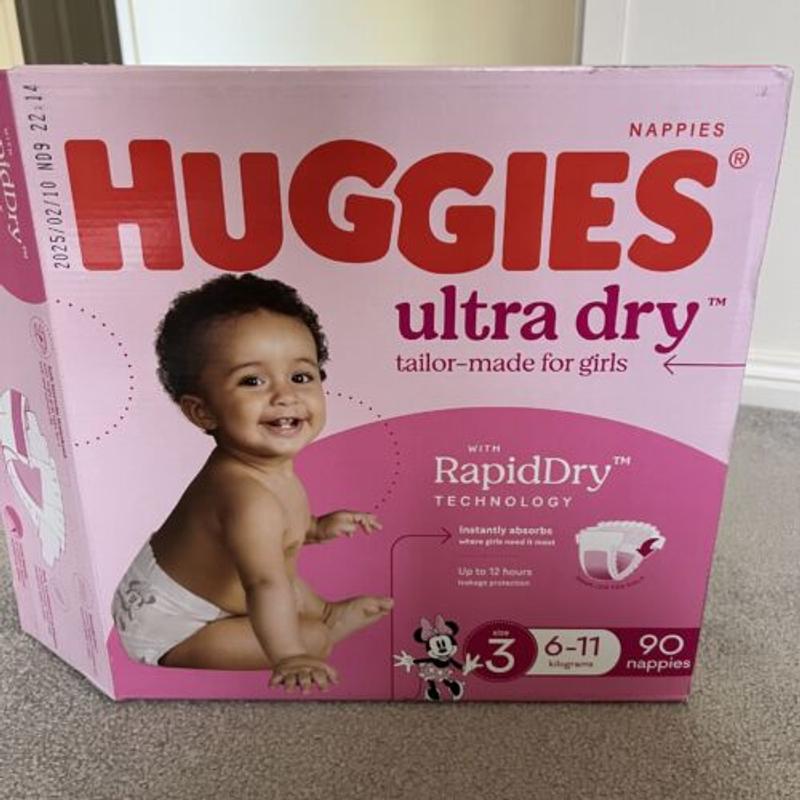 2025/02/10 ND9 22:14
NAPPIES
HUGGIES®
ultra dry™
tailor-made for girls
WITH
RapidDry™
TECHNOLOGY
Instantly absorbs
where girls need it most
Up to 12 hours
leakage protection
size
3
6-11
kilograms
90
nappies